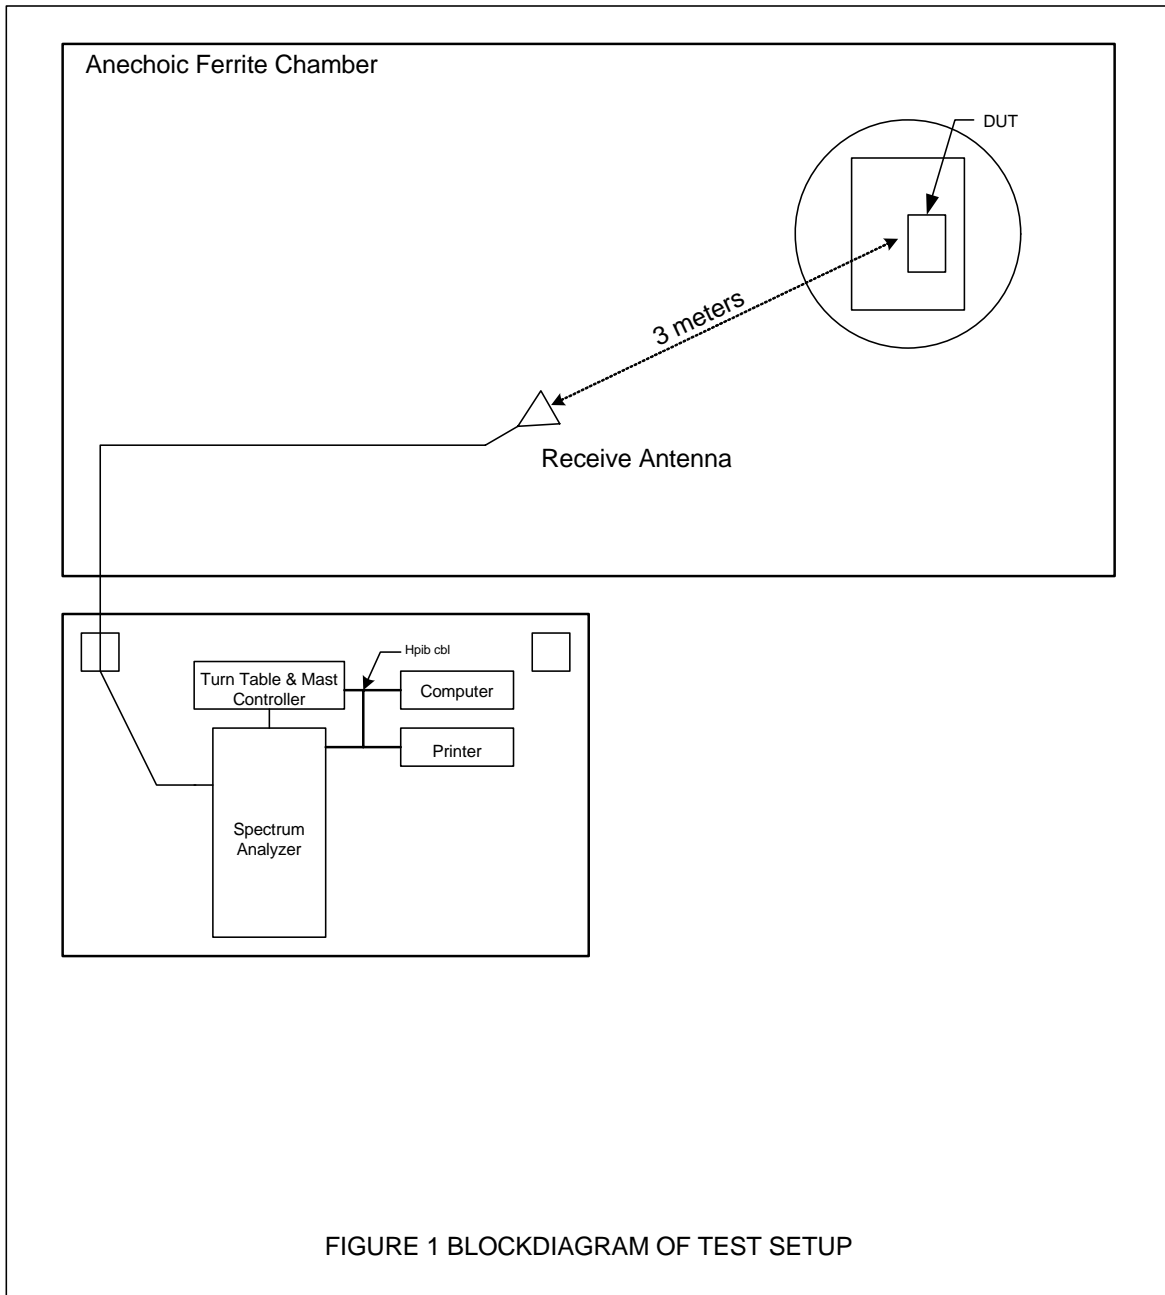 Anechoic Ferrite Chamber
DUT
3 meters
Receive Antenna
Hpib cbl
Turn Table & Mast
Controller
Computer
Printer
Spectrum
Analyzer
FIGURE 1 BLOCKDIAGRAM OF TEST SETUP